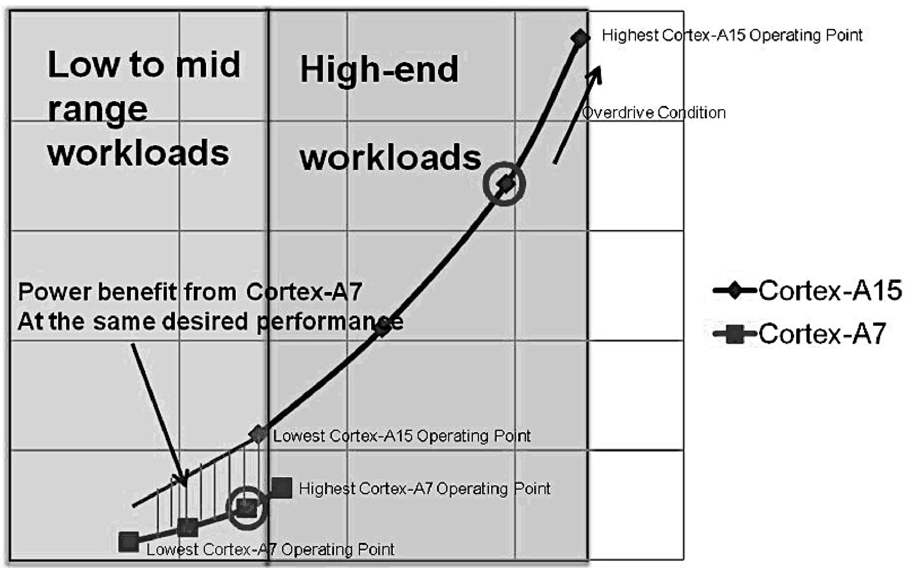 Low to mid
range
workloads
High-end
workloads
Highest Cortex-A15 Operating Point
Overdrive Condition
Power benefit from Cortex-A7
At the same desired performance
Cortex-A15
Cortex-A7
Lowest Cortex-A15 Operating Point
Highest Cortex-A7 Operating Point
Lowest Cortex-A7 Operating Point